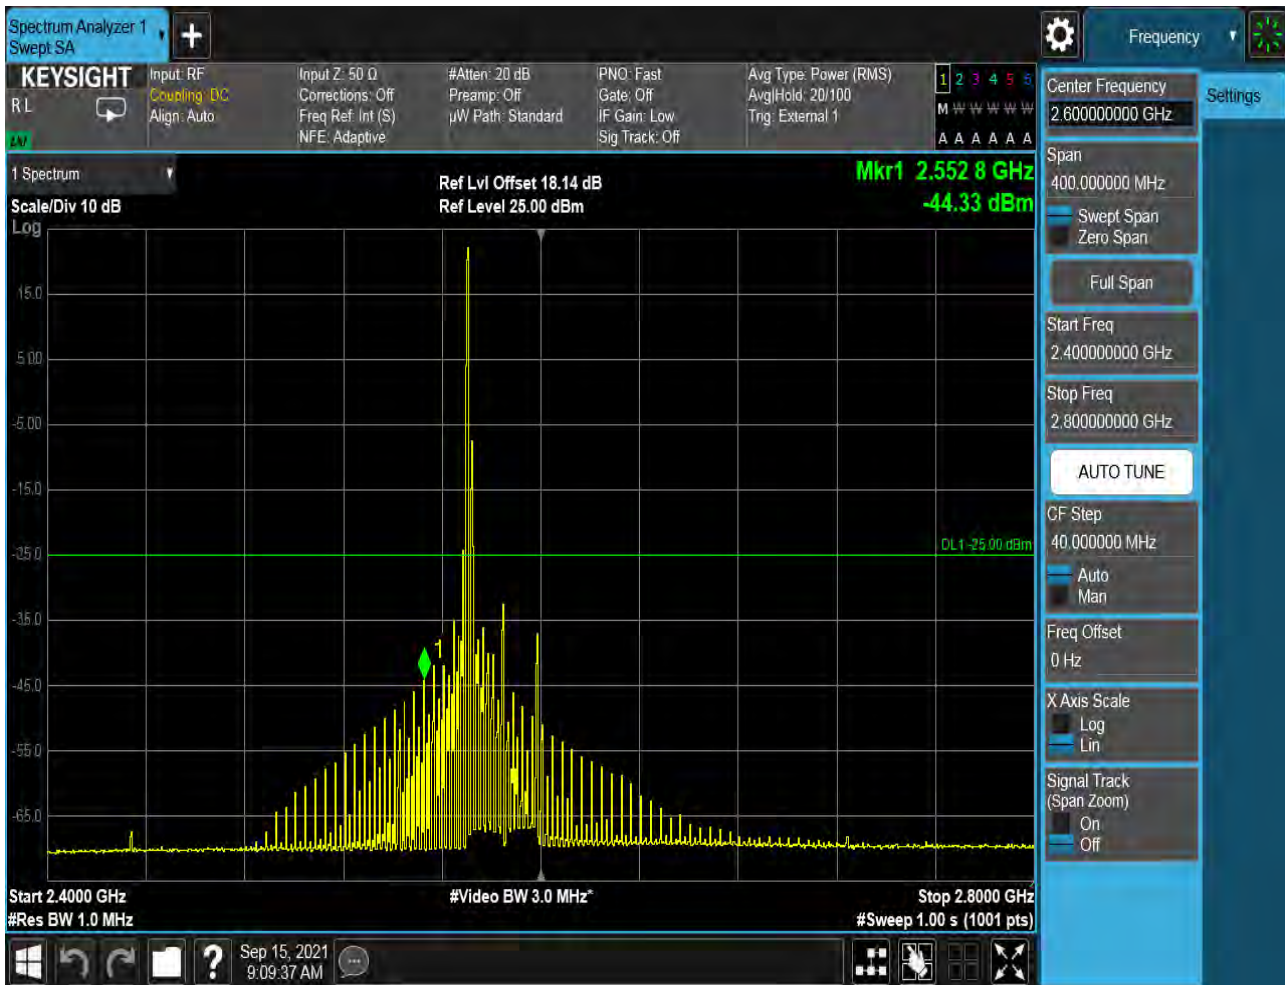 Spectrum Analyzer 1
Swept SA
Frequency
KEYSIGHT
R L
Input: RF
Coupling: DC
Align: Auto
Input Z: 50 Ω
Corrections: Off
Freq Ref: Int (S)
NFE: Adaptive
#Atten: 20 dB
Preamp: Off
µW Path: Standard
PNO: Fast
Gate: Off
IF Gain: Low
Sig Track: Off
Avg Type: Power (RMS)
Avg|Hold: 20/100
Trig: External 1
1 2 3 4 5 6
M W W W W W
A A A A A A
1 Spectrum
Scale/Div 10 dB
Log
Ref Lvl Offset 18.14 dB
Ref Level 25.00 dBm
Mkr1 2.552 8 GHz
-44.33 dBm
15.0
5.00
-5.00
-15.0
-25.0
DL1 -25.00 dBm
-35.0
1
-45.0
-55.0
-65.0
Start 2.4000 GHz
#Video BW 3.0 MHz*
Stop 2.8000 GHz
#Res BW 1.0 MHz
#Sweep 1.00 s (1001 pts)
Center Frequency
2.600000000 GHz
Settings
Span
400.000000 MHz
Swept Span
Zero Span
Full Span
Start Freq
2.400000000 GHz
Stop Freq
2.800000000 GHz
AUTO TUNE
CF Step
40.000000 MHz
Auto
Man
Freq Offset
0 Hz
X Axis Scale
Log
Lin
Signal Track
(Span Zoom)
On
Off
?
Sep 15, 2021
9:09:37 AM